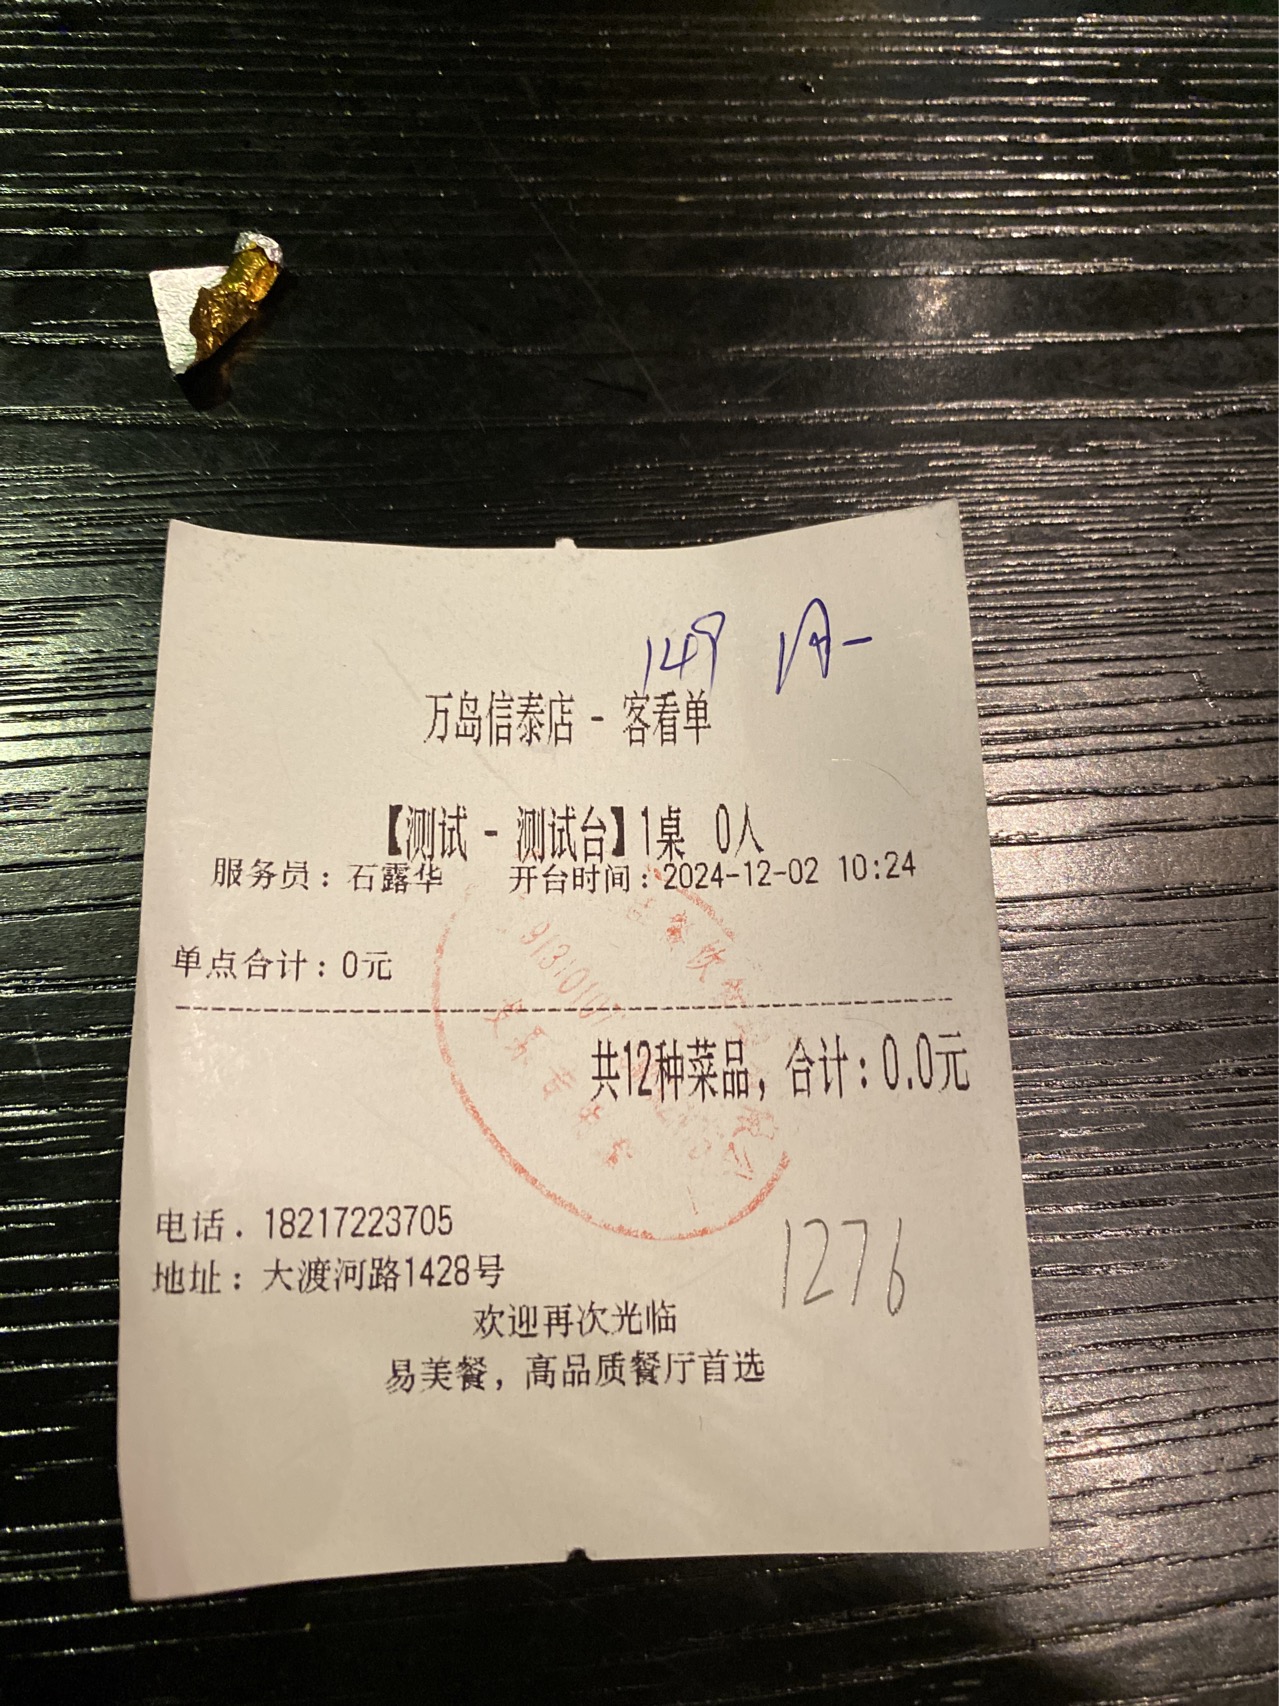 149
万岛信泰店 - 客看单
【测试 - 测试台】1桌 0人
服务员：石露华 开台时间：2024-12-02 10:24
单点合计：0元
共12种菜品，合计：0.0元
电话．18217223705
地址：大渡河路1428号
1276
欢迎再次光临
易美餐，高品质餐厅首选